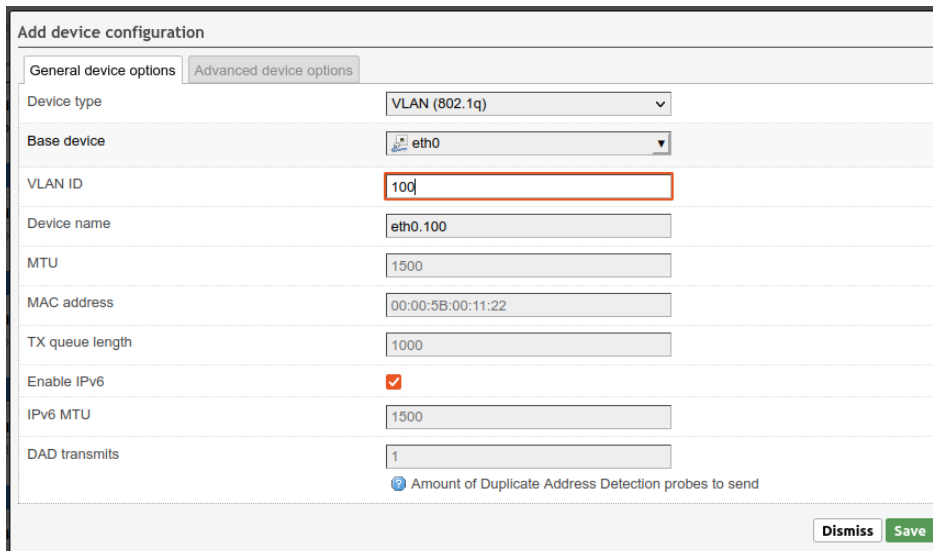 Add device configuration
General device options Advanced device options
Device type VLAN (802.1q)
Base device eth0
VLAN ID 100
Device name eth0.100
MTU 1500
MAC address 00:00:5B:00:11:22
TX queue length 1000
Enable IPv6
IPv6 MTU 1500
DAD transmits 1
Amount of Duplicate Address Detection probes to send
Dismiss Save